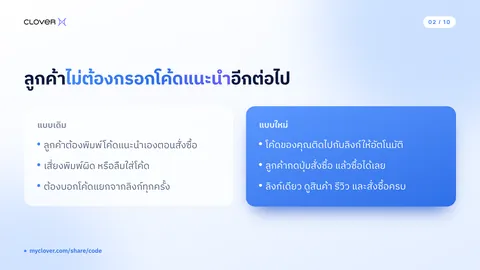 CLOVER X
02 / 10
ลูกค้าไม่ต้องกรอกโค้ดแนะนำอีกต่อไป
แบบเดิม
• ลูกค้าต้องพิมพ์โค้ดแนะนำเองตอนสั่งซื้อ
• เสี่ยงพิมพ์ผิด หรือลืมใส่โค้ด
• ต้องบอกโค้ดแยกจากลิงก์ทุกครั้ง
แบบใหม่
• โค้ดของคุณติดไปกับลิงก์ให้อัตโนมัติ
• ลูกค้ากดปุ่มสั่งซื้อ แล้วซื้อได้เลย
• ลิงก์เดียว ดูสินค้า รีวิว และสั่งซื้อครบ
• myclover.com/share/code